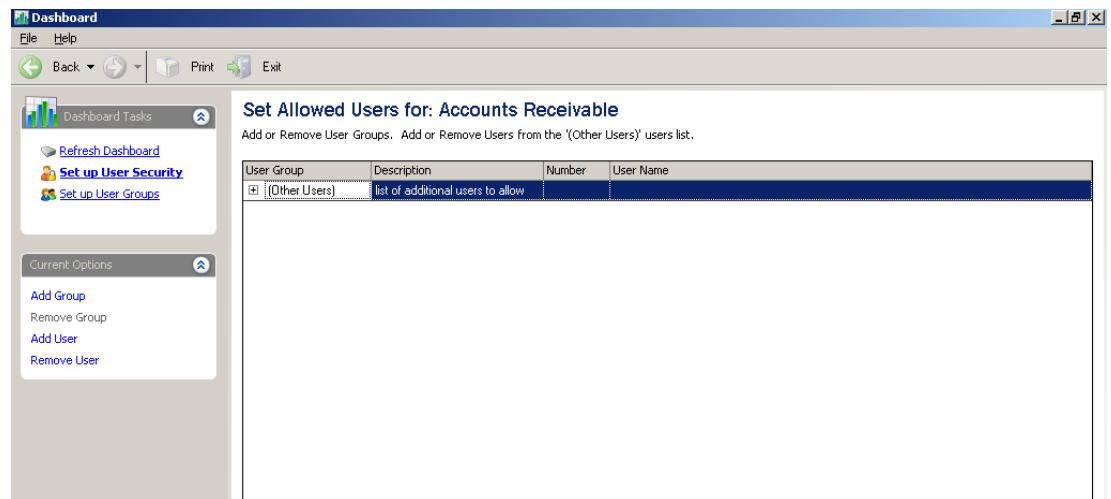 Dashboard
File Help
Back Print Exit
Dashboard Tasks
Refresh Dashboard
Set up User Security
Set up User Groups
Current Options
Add Group
Remove Group
Add User
Remove User
Set Allowed Users for: Accounts Receivable
Add or Remove User Groups. Add or Remove Users from the '(Other Users)' users list.
User Group Description Number User Name
(Other Users) list of additional users to allow